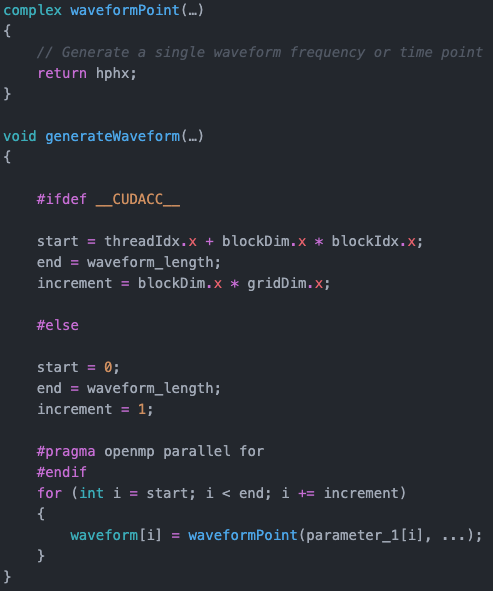 complex waveformPoint(…)
{
    // Generate a single waveform frequency or time point
    return hphx;
}
void generateWaveform(…)
{
    #ifdef __CUDACC__
    start = threadIdx.x + blockDim.x * blockIdx.x;
    end = waveform_length;
    increment = blockDim.x * gridDim.x;
    #else
    start = 0;
    end = waveform_length;
    increment = 1;
    #pragma openmp parallel for
    #endif
    for (int i = start; i < end; i += increment)
    {
        waveform[i] = waveformPoint(parameter_1[i], ...);
    }
}